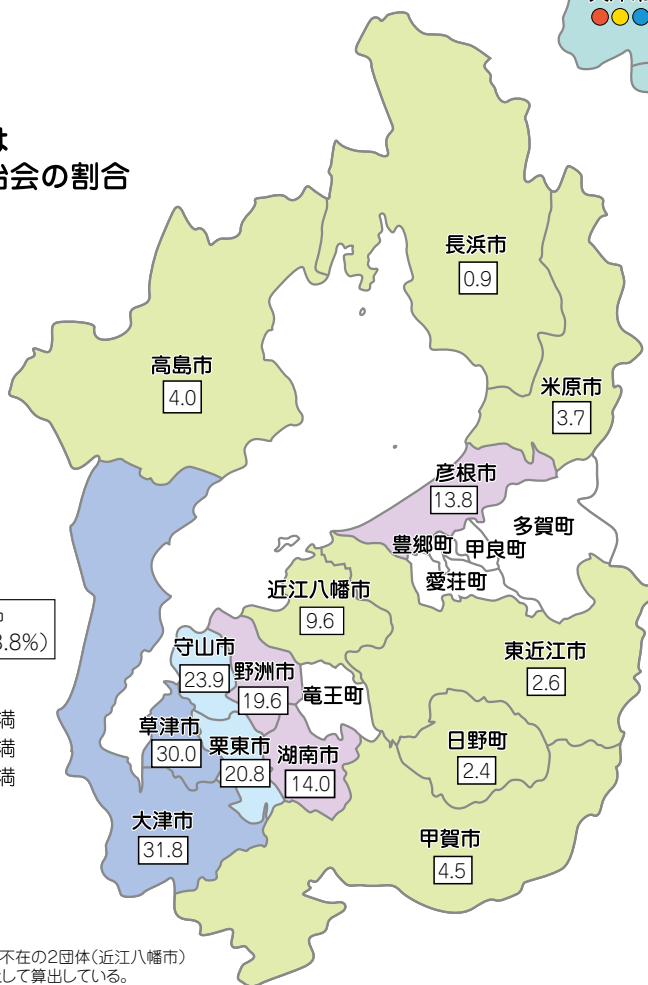 は
治会の割合
長浜市
0.9
高島市
4.0
米原市
3.7
彦根市
13.8
多賀町
豊郷町
甲良町
愛荘町
近江八幡市
9.6
3.8%)
守山市
23.9
野洲市
19.6
竜王町
東近江市
2.6
満
草津市
30.0
栗東市
20.8
湖南市
14.0
日野町
2.4
満
満
大津市
31.8
甲賀市
4.5
不在の2団体(近江八幡市)
して算出している。